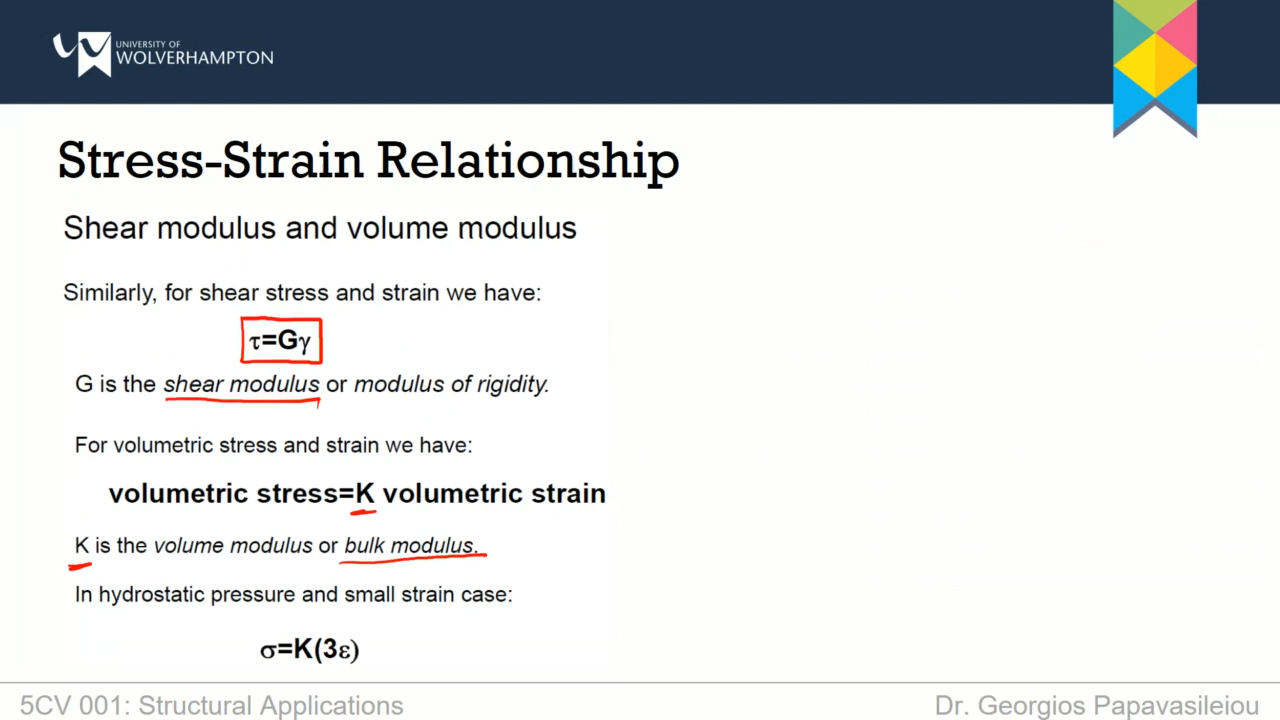 UNIVERSITY OF
WOLVERHAMPTON
Stress-Strain Relationship
Shear modulus and volume modulus
Similarly, for shear stress and strain we have:
τ=Gγ
G is the shear modulus or modulus of rigidity.
For volumetric stress and strain we have:
volumetric stress=K volumetric strain
K is the volume modulus or bulk modulus.
In hydrostatic pressure and small strain case:
σ=K(3ε)
5CV 001: Structural Applications
Dr. Georgios Papavasileiou